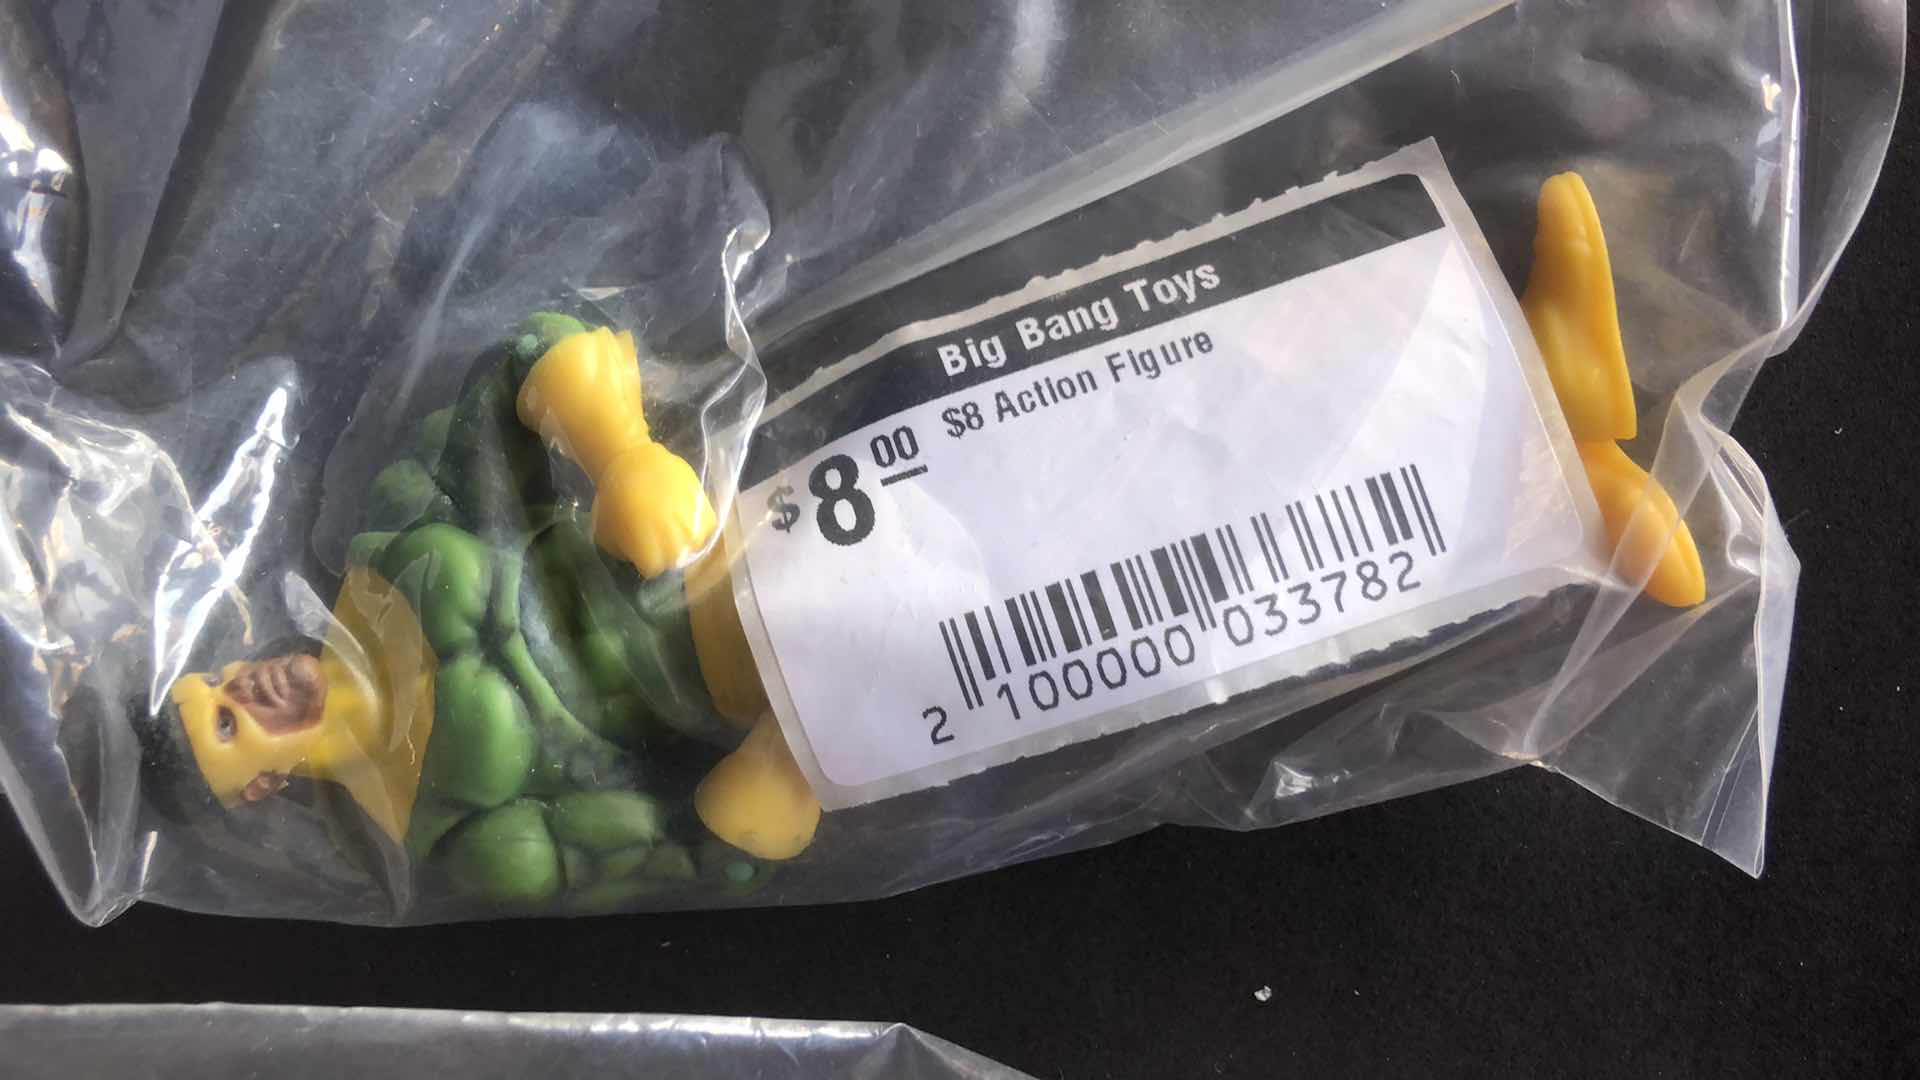 Big Bang Toys
$8 Action Figure
$8 00
2 100000 033782